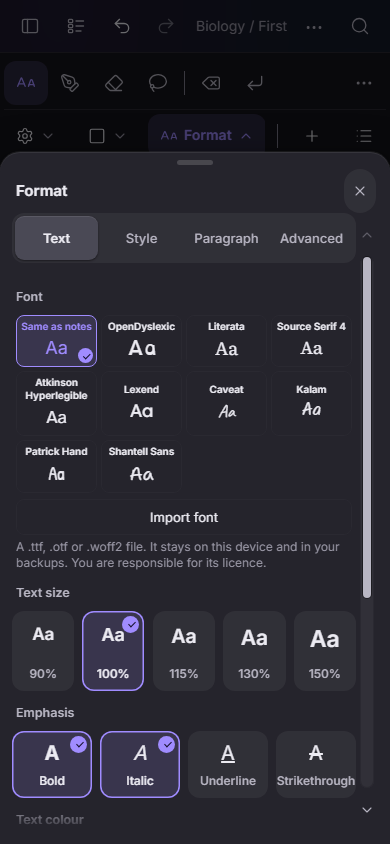 Biology / First
Aa
Aa Format
Format
Text Style Paragraph Advanced
Font
Same as notes OpenDyslexic Literata Source Serif 4
Aa Aa Aa Aa
Atkinson Hyperlegible Lexend Caveat Kalam
Aa Aa Aa Aa
Patrick Hand Shantell Sans
Aa Aa
Import font
A .ttf, .otf or .woff2 file. It stays on this device and in your
backups. You are responsible for its licence.
Text size
Aa Aa Aa Aa Aa
90% 100% 115% 130% 150%
Emphasis
A A A A
Bold Italic Underline Strikethrough
Text colour